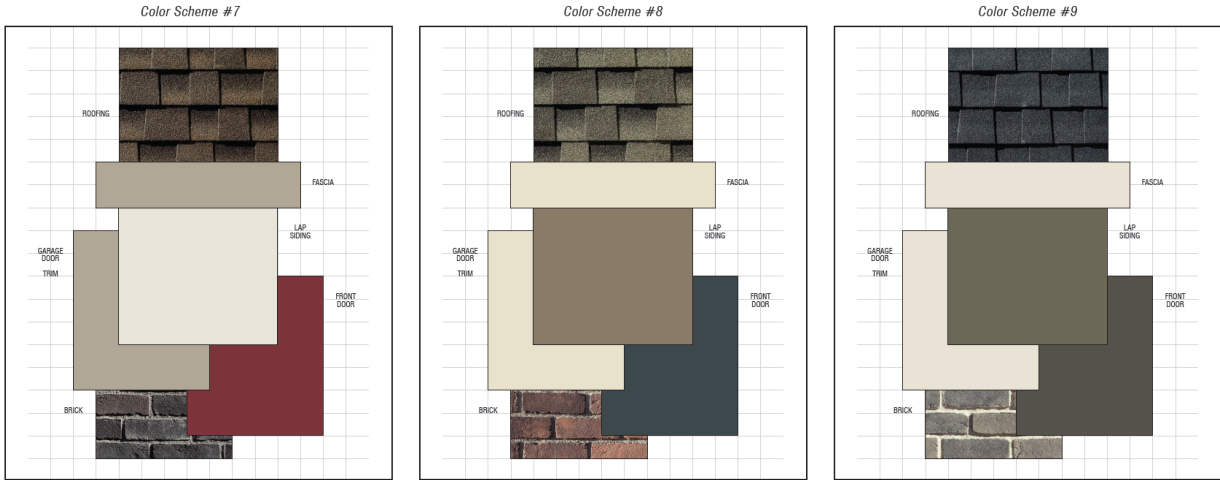 Color Scheme #7
ROOFING
FASCIA
LAP
SIDING
GARAGE
DOOR
TRIM
FRONT
DOOR
BRICK
Color Scheme #8
ROOFING
FASCIA
LAP
SIDING
GARAGE
DOOR
TRIM
FRONT
DOOR
BRICK
Color Scheme #9
ROOFING
FASCIA
LAP
SIDING
GARAGE
DOOR
TRIM
FRONT
DOOR
BRICK